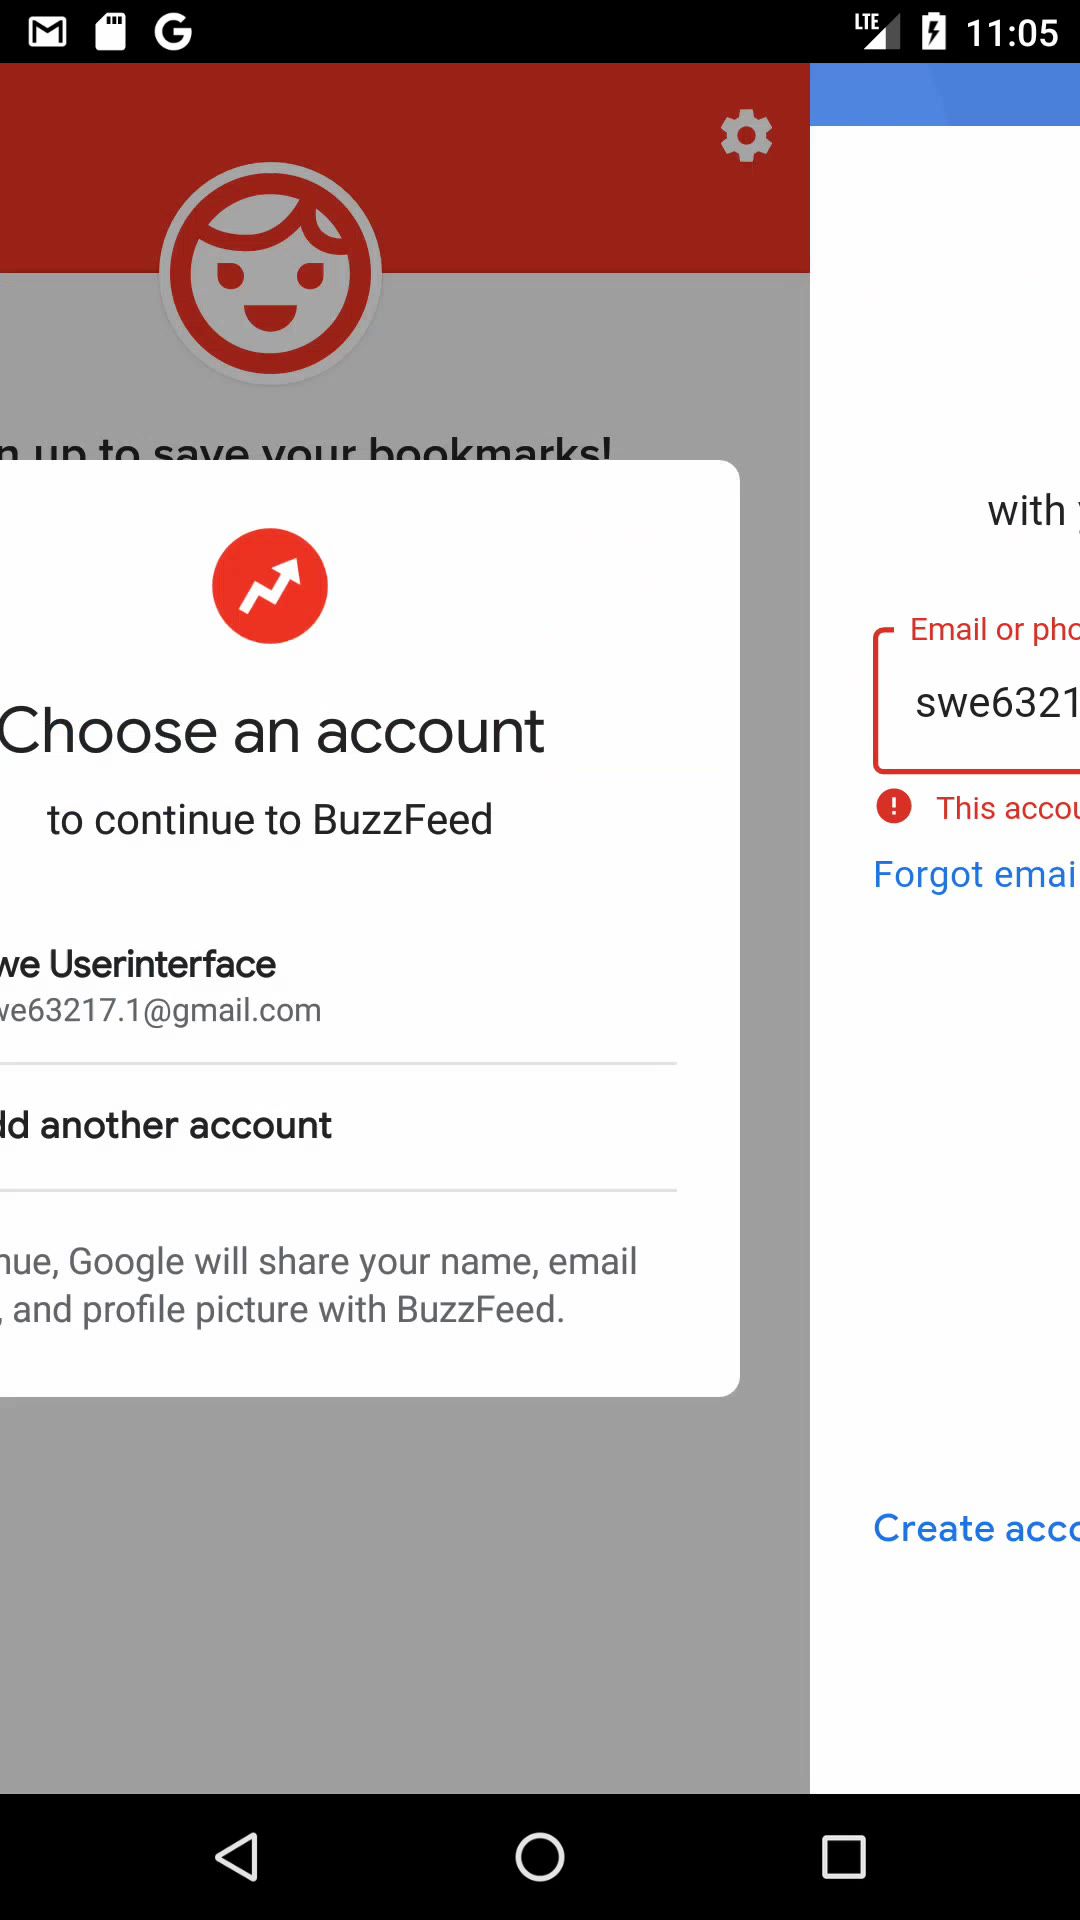 LTE 11:05
up to save your bookmarks!
Choose an account
to continue to BuzzFeed
we Userinterface
we63217.1@gmail.com
dd another account
nue, Google will share your name, email
, and profile picture with BuzzFeed.
with
Email or pho
swe6321
This accou
Forgot emai
Create acco